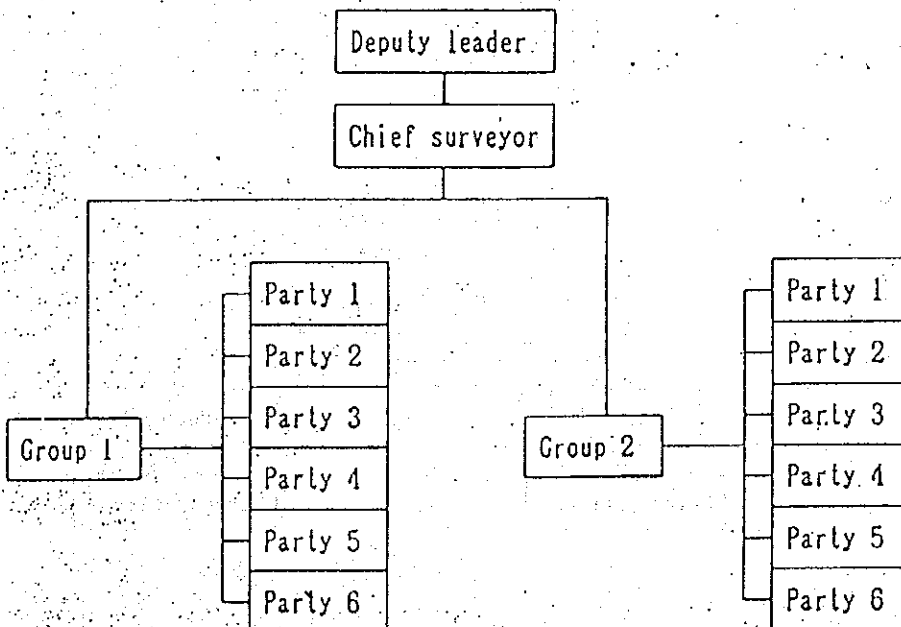 Deputy leader
Chief surveyor
Group 1
Party 1
Party 2
Party 3
Party 4
Party 5
Party 6
Group 2
Party 1
Party 2
Party 3
Party 4
Party 5
Party 6